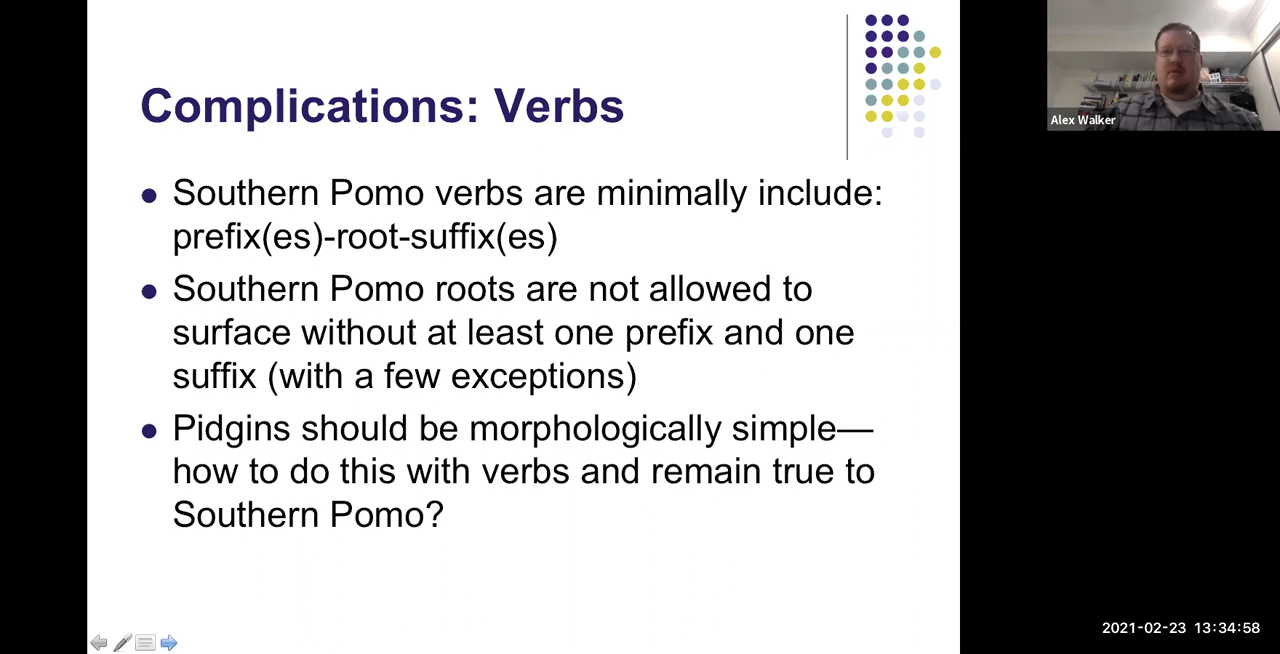 Complications: Verbs
Southern Pomo verbs are minimally include:
prefix(es)-root-suffix(es)
Southern Pomo roots are not allowed to
surface without at least one prefix and one
suffix (with a few exceptions)
Pidgins should be morphologically simple—
how to do this with verbs and remain true to
Southern Pomo?
Alex Walker
2021-02-23 13:34:58